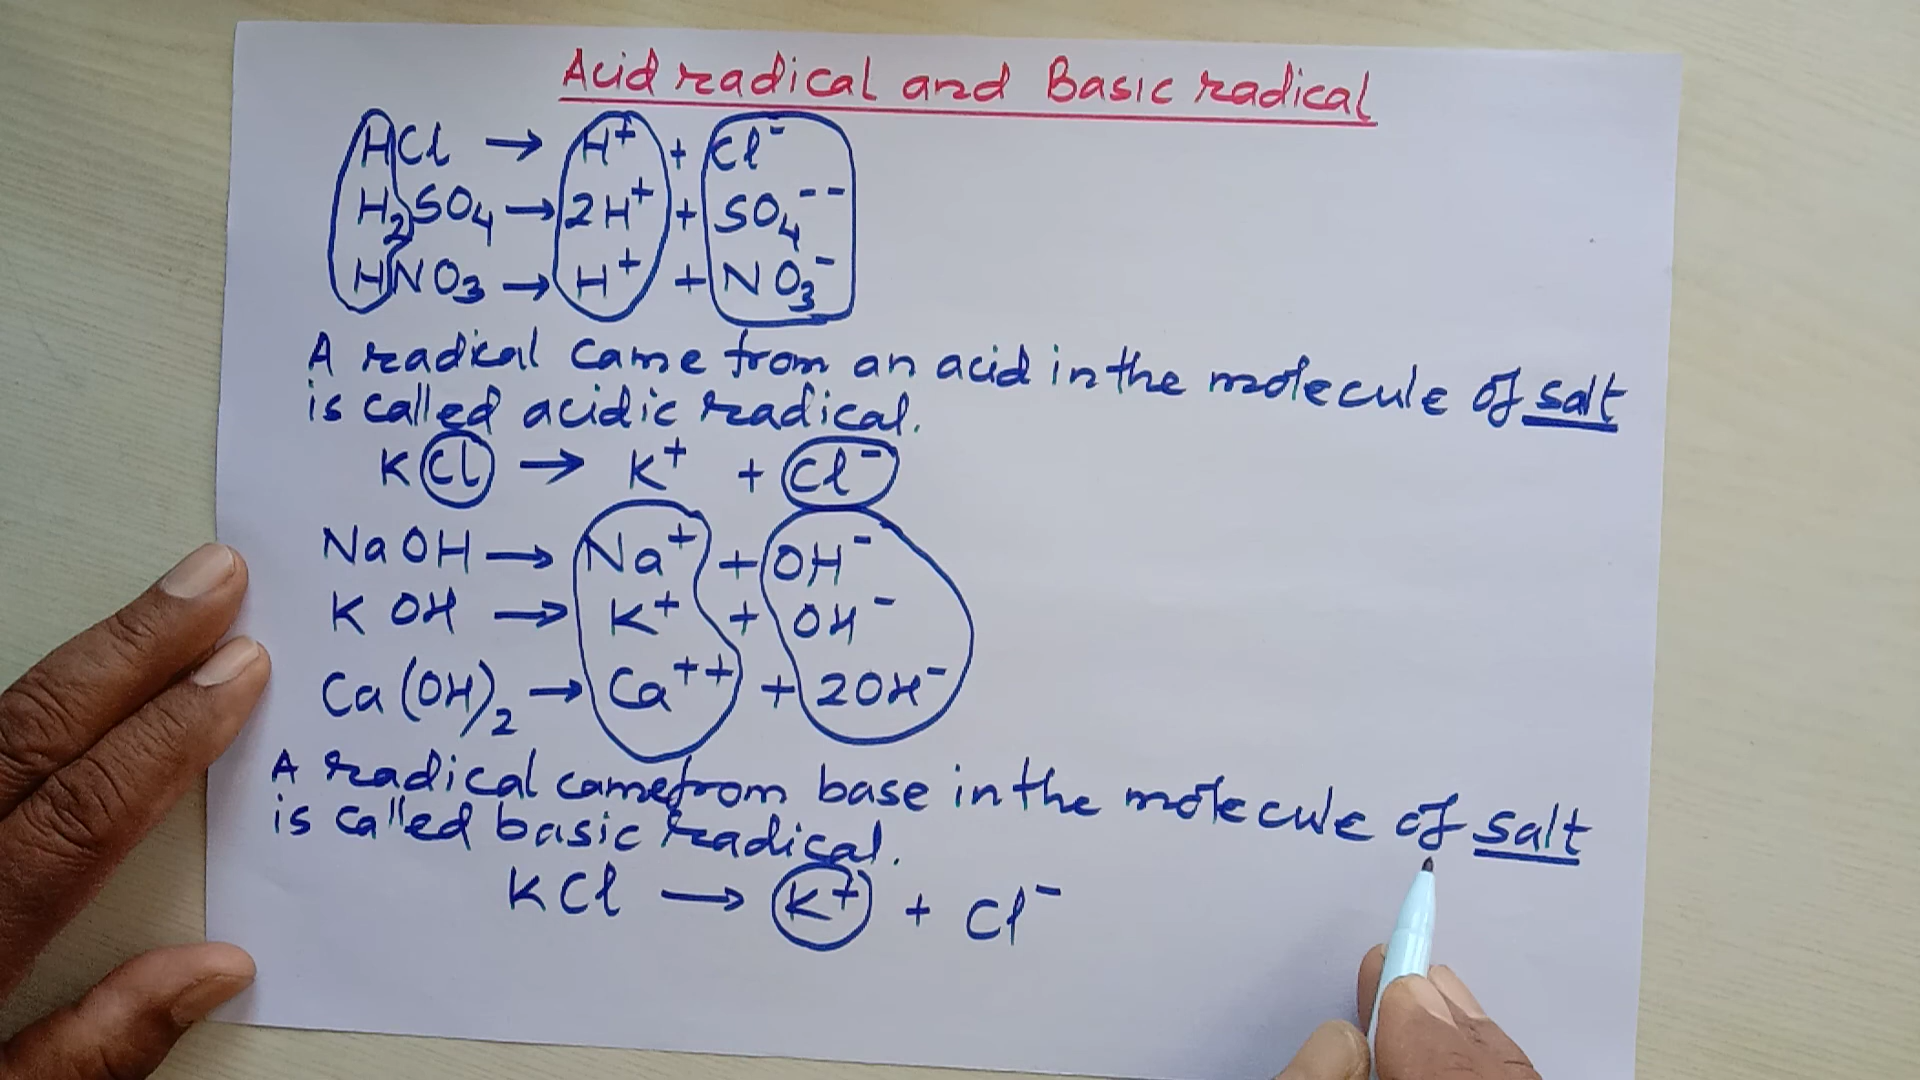 Acid radical and Basic radical
HCl → H⁺ + Cl⁻
H₂SO₄ → 2H⁺ + SO₄⁻⁻
HNO₃ → H⁺ + NO₃⁻
A radical came from an acid in the molecule of salt
is called acidic radical.
KCl → K⁺ + Cl⁻
NaOH → Na⁺ + OH⁻
KOH → K⁺ + OH⁻
Ca(OH)₂ → Ca⁺⁺ + 2OH⁻
A radical came from base in the molecule of salt
is called basic radical.
KCl → K⁺ + Cl⁻